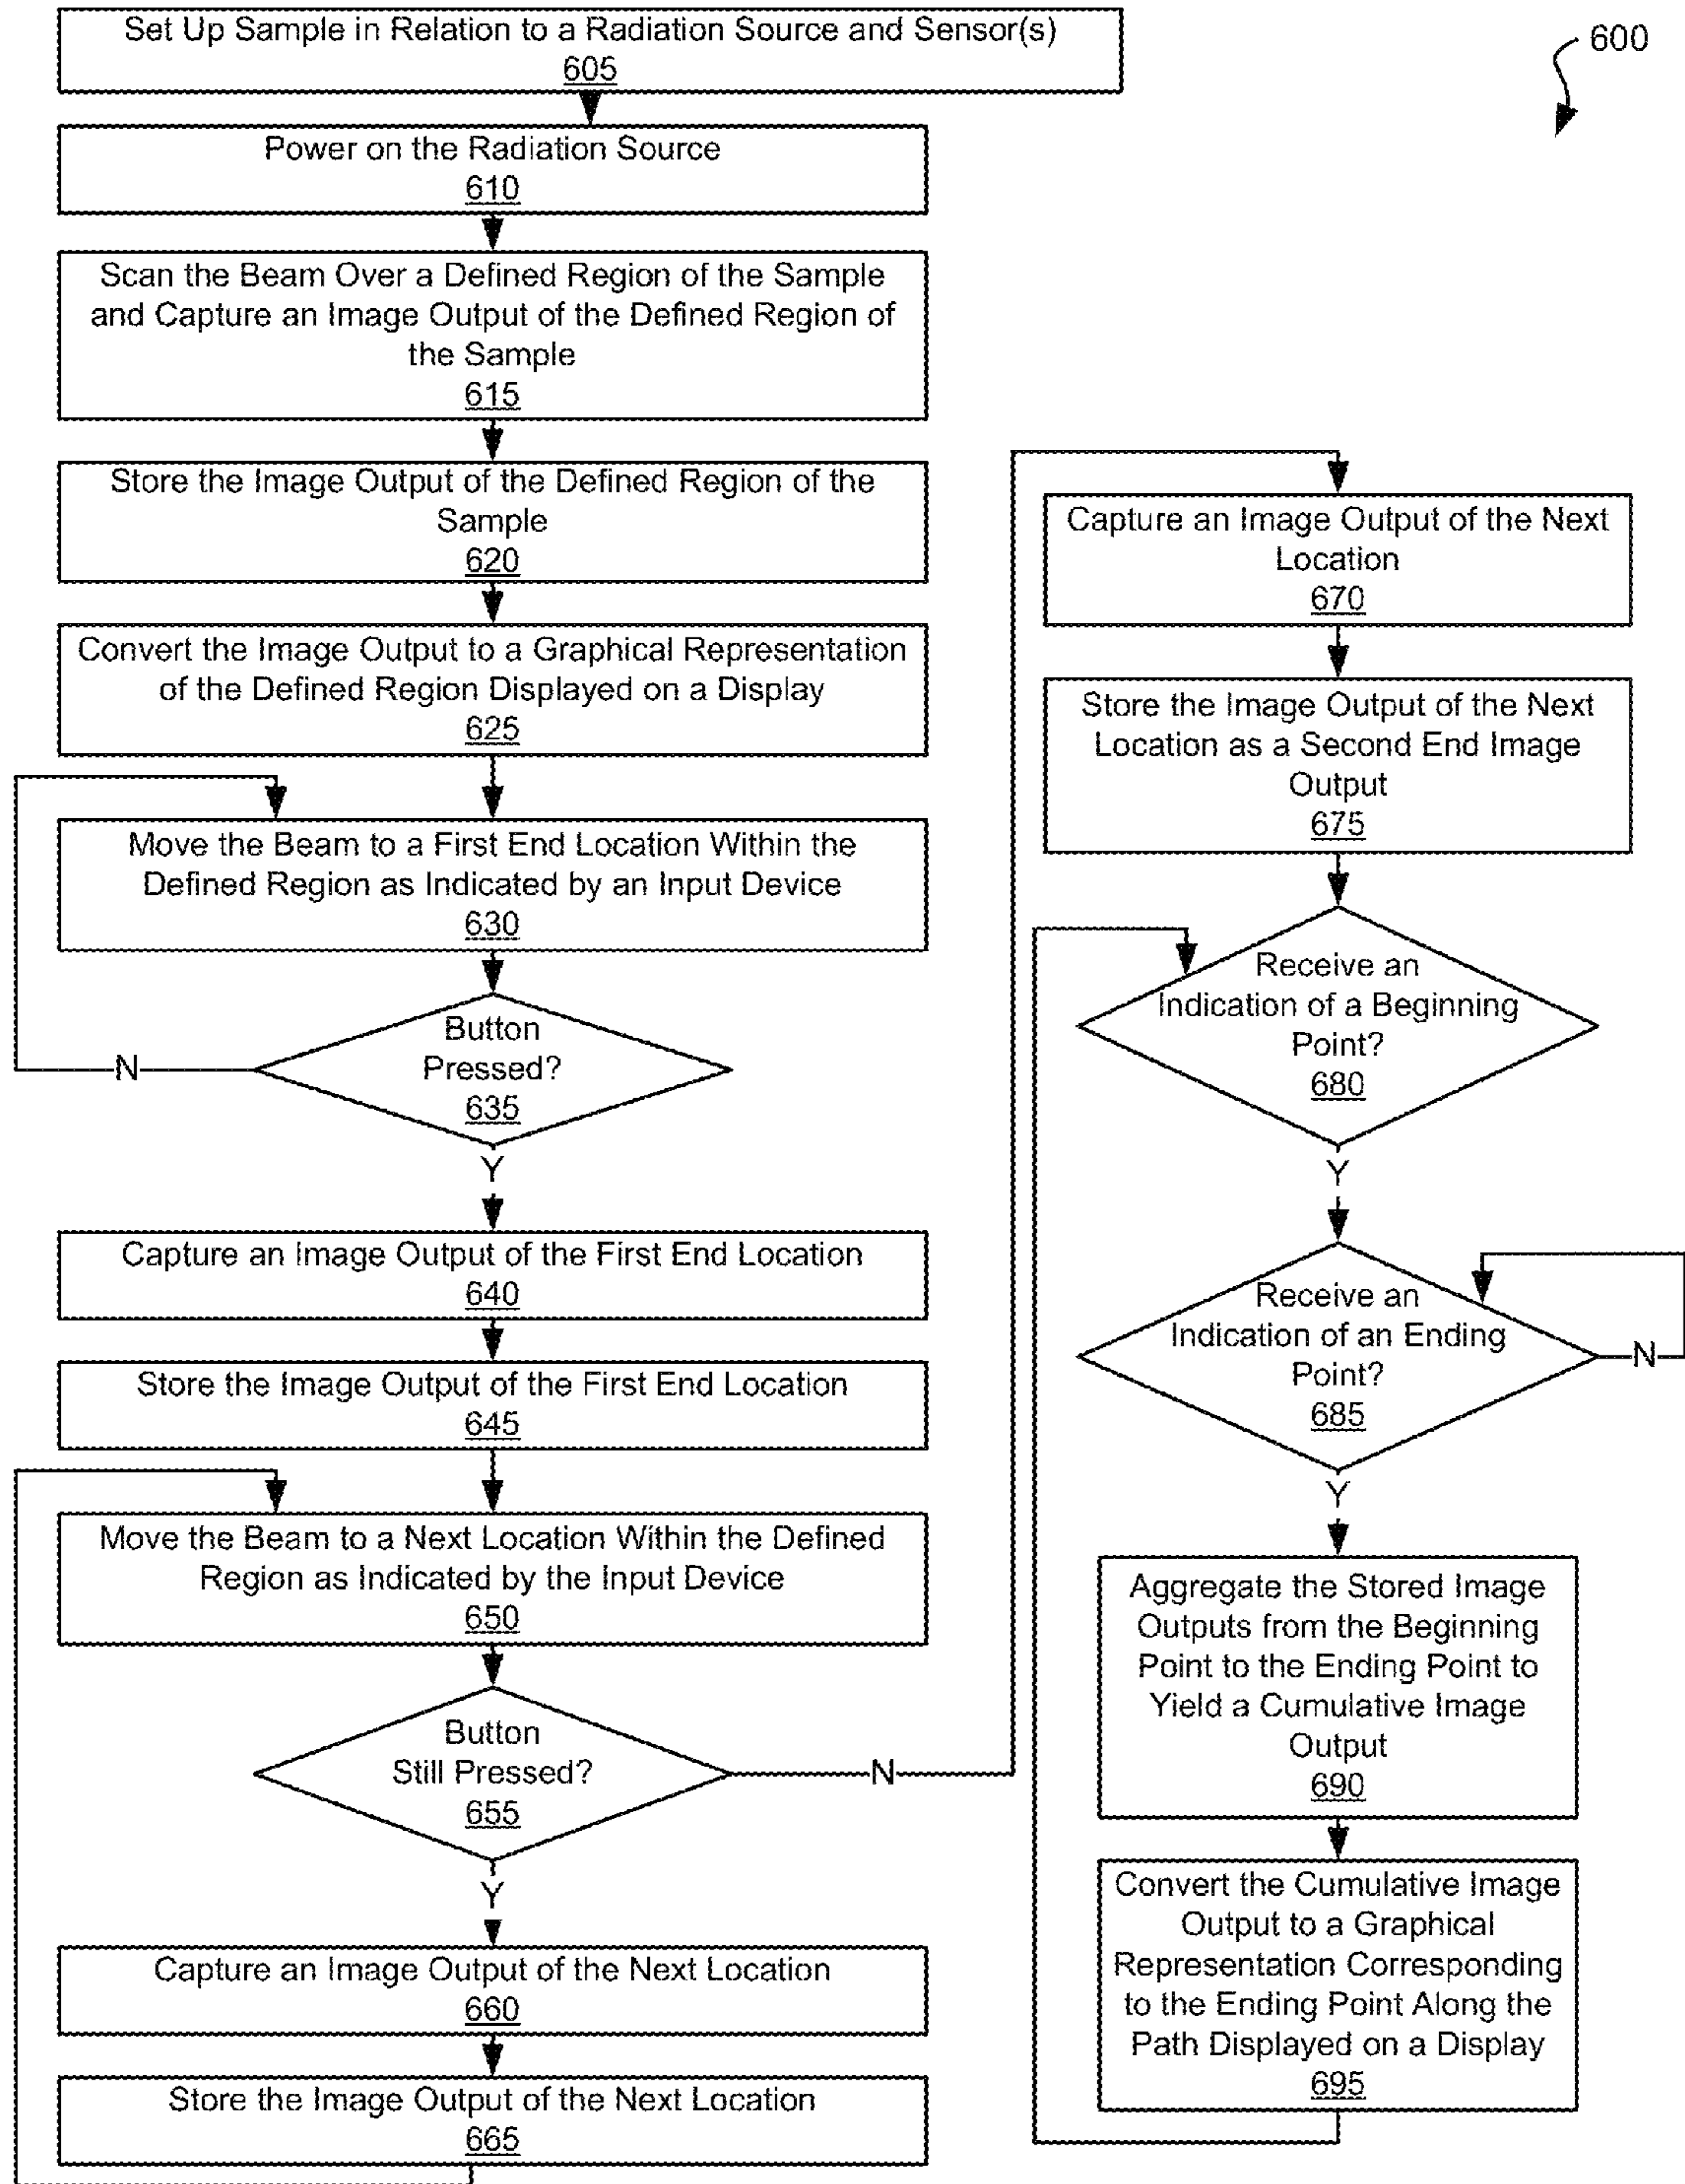 600
Set Up Sample in Relation to a Radiation Source and Sensor(s)
605
Power on the Radiation Source
610
Scan the Beam Over a Defined Region of the Sample
and Capture an Image Output of the Defined Region of
the Sample
615
Store the Image Output of the Defined Region of the
Sample
620
Convert the Image Output to a Graphical Representation
of the Defined Region Displayed on a Display
625
Move the Beam to a First End Location Within the
Defined Region as Indicated by an Input Device
630
Button
Pressed?
635
N
Y
Capture an Image Output of the First End Location
640
Store the Image Output of the First End Location
645
Move the Beam to a Next Location Within the Defined
Region as Indicated by the Input Device
650
Button
Still Pressed?
655
N
Y
Capture an Image Output of the Next Location
660
Store the Image Output of the Next Location
665
Capture an Image Output of the Next
Location
670
Store the Image Output of the Next
Location as a Second End Image
Output
675
Receive an
Indication of a Beginning
Point?
680
Y
Receive an
Indication of an Ending
Point?
685
N
Y
Aggregate the Stored Image
Outputs from the Beginning
Point to the Ending Point to
Yield a Cumulative Image
Output
690
Convert the Cumulative Image
Output to a Graphical
Representation Corresponding
to the Ending Point Along the
Path Displayed on a Display
695